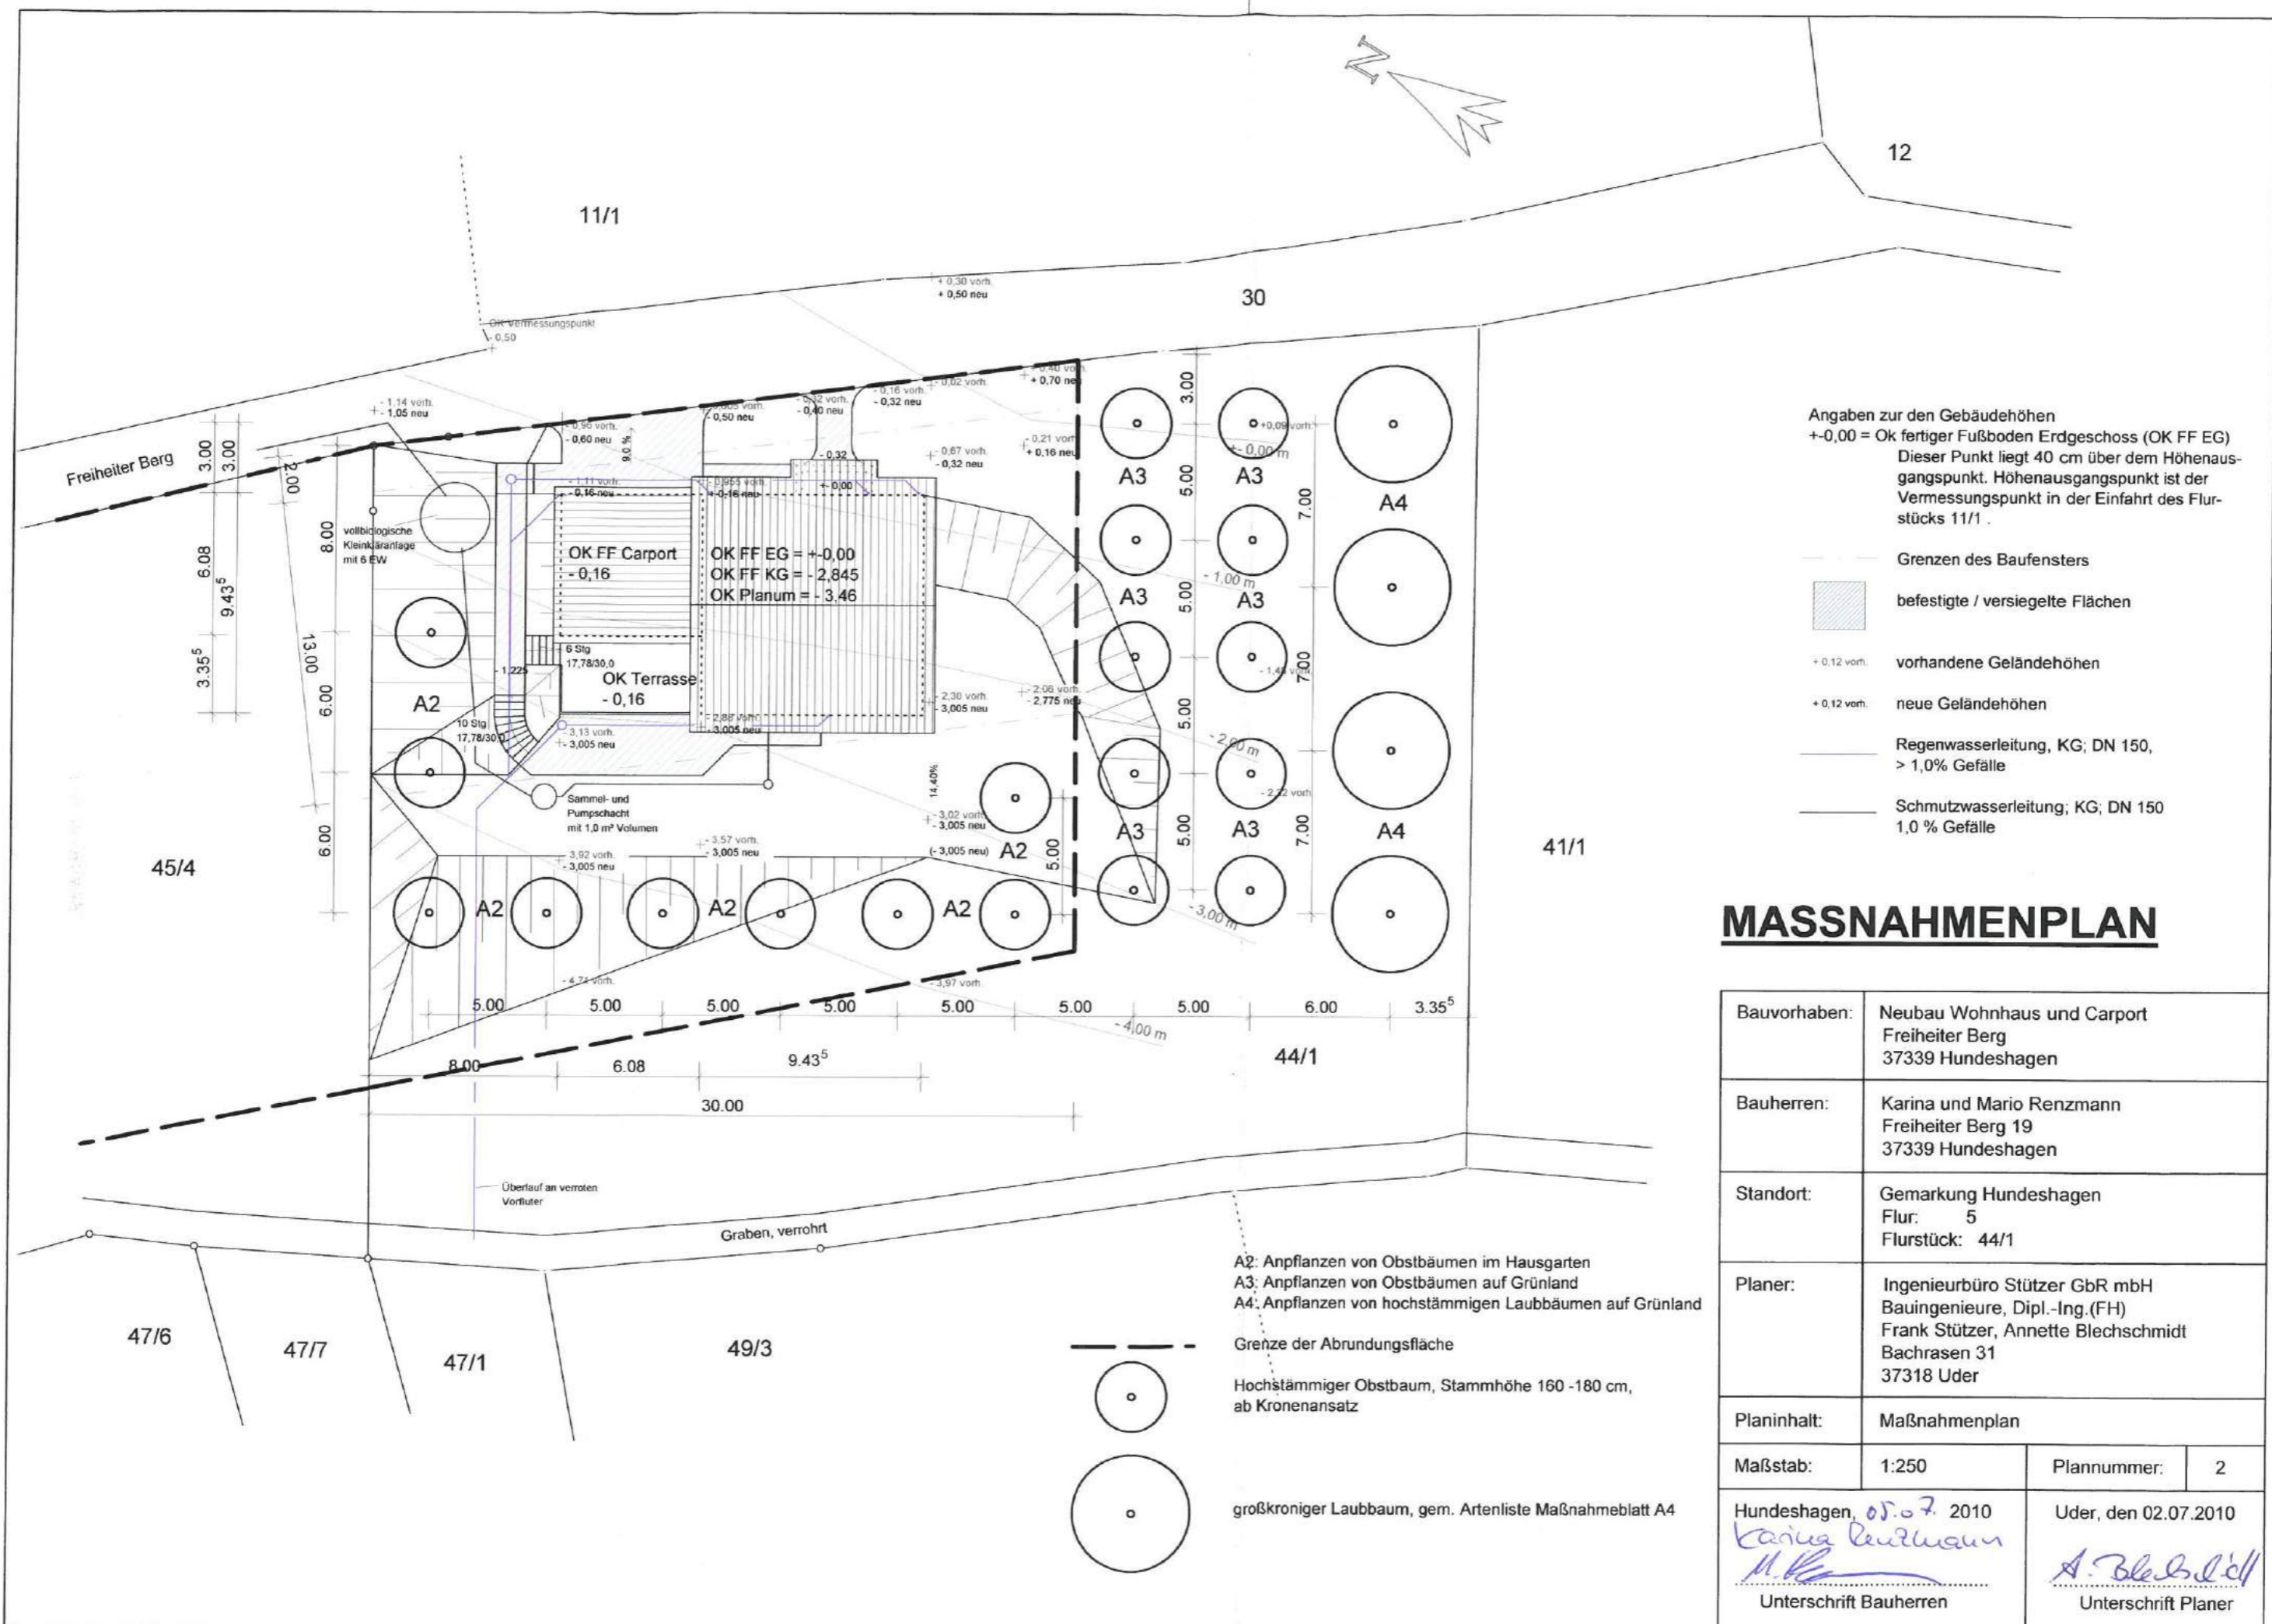 N
12
11/1
+ 0,30 vorh.
+ 0,50 neu
30
OK Vermessungspunkt
- 0,50
- 1,14 vorh.
- 1,05 neu
Freiheiter Berg
3.00
3.00
2.00
8.00
6.08
9.43⁵
3.35⁵
13.00
6.00
6.00
- 0,96 vorh.
- 0,60 neu
9,0 %
- 0,50 neu
- 0,32 vorh.
- 0,40 neu
- 0,16 vorh.
- 0,32 neu
- 0,02 vorh.
+ 0,70 neu
- 0,67 vorh.
- 0,32 neu
- 0,21 vorh.
+ 0,16 neu
- 0,32
+-0,00
- 1,11 vorh.
- 0,16 neu
- 0,16 neu
vollbiologische
Kleinkläranlage
mit 6 EW
OK FF Carport
- 0,16
OK FF EG = +-0,00
OK FF KG = - 2,845
OK Planum = - 3,46
6 Stg
17,78/30,0
- 1,225
OK Terrasse
- 0,16
10 Stg
17,78/30,0
- 3,13 vorh.
- 3,005 neu
- 3,005 neu
- 2,30 vorh.
- 3,005 neu
- 2,06 vorh.
- 2,775 neu
14,40%
Sammel- und
Pumpschacht
mit 1,0 m³ Volumen
- 3,02 vorh.
- 3,005 neu
(- 3,005 neu)
- 3,57 vorh.
- 3,005 neu
- 3,92 vorh.
- 3,005 neu
- 4,71 vorh.
- 3,97 vorh.
A2
A2
A2
A2
A2
5.00
A3
A3
A3
A3
A3
A3
A4
A4
3.00
5.00
5.00
5.00
5.00
7.00
7.00
7.00
+0,09 vorh.
+- 0,00 m
- 1,00 m
- 2,00 m
- 2,22 vorh.
- 3,00 m
- 4,00 m
5.00
5.00
5.00
5.00
5.00
5.00
5.00
6.00
3.35⁵
8.00
6.08
9.43⁵
30.00
45/4
44/1
41/1
Überlauf an verroten
Vorfluter
Graben, verrohrt
47/6
47/7
47/1
49/3
A2: Anpflanzen von Obstbäumen im Hausgarten
A3: Anpflanzen von Obstbäumen auf Grünland
A4: Anpflanzen von hochstämmigen Laubbäumen auf Grünland
Grenze der Abrundungsfläche
Hochstämmiger Obstbaum, Stammhöhe 160 -180 cm,
ab Kronenansatz
großkroniger Laubbaum, gem. Artenliste Maßnahmeblatt A4
Angaben zur den Gebäudehöhen
+-0,00 = Ok fertiger Fußboden Erdgeschoss (OK FF EG)
Dieser Punkt liegt 40 cm über dem Höhenaus-
gangspunkt. Höhenausgangspunkt ist der
Vermessungspunkt in der Einfahrt des Flur-
stücks 11/1 .
Grenzen des Baufensters
befestigte / versiegelte Flächen
+ 0,12 vorh. vorhandene Geländehöhen
+ 0,12 vorh. neue Geländehöhen
Regenwasserleitung, KG; DN 150,
> 1,0% Gefälle
Schmutzwasserleitung; KG; DN 150
1,0 % Gefälle
MASSNAHMENPLAN
Bauvorhaben: Neubau Wohnhaus und Carport
Freiheiter Berg
37339 Hundeshagen
Bauherren: Karina und Mario Renzmann
Freiheiter Berg 19
37339 Hundeshagen
Standort: Gemarkung Hundeshagen
Flur: 5
Flurstück: 44/1
Planer: Ingenieurbüro Stützer GbR mbH
Bauingenieure, Dipl.-Ing.(FH)
Frank Stützer, Annette Blechschmidt
Bachrasen 31
37318 Uder
Planinhalt: Maßnahmenplan
Maßstab: 1:250 Plannummer: 2
Hundeshagen, 05.07. 2010
Karina Renzmann
Unterschrift Bauherren
Uder, den 02.07.2010
A. Blechschmidt
Unterschrift Planer